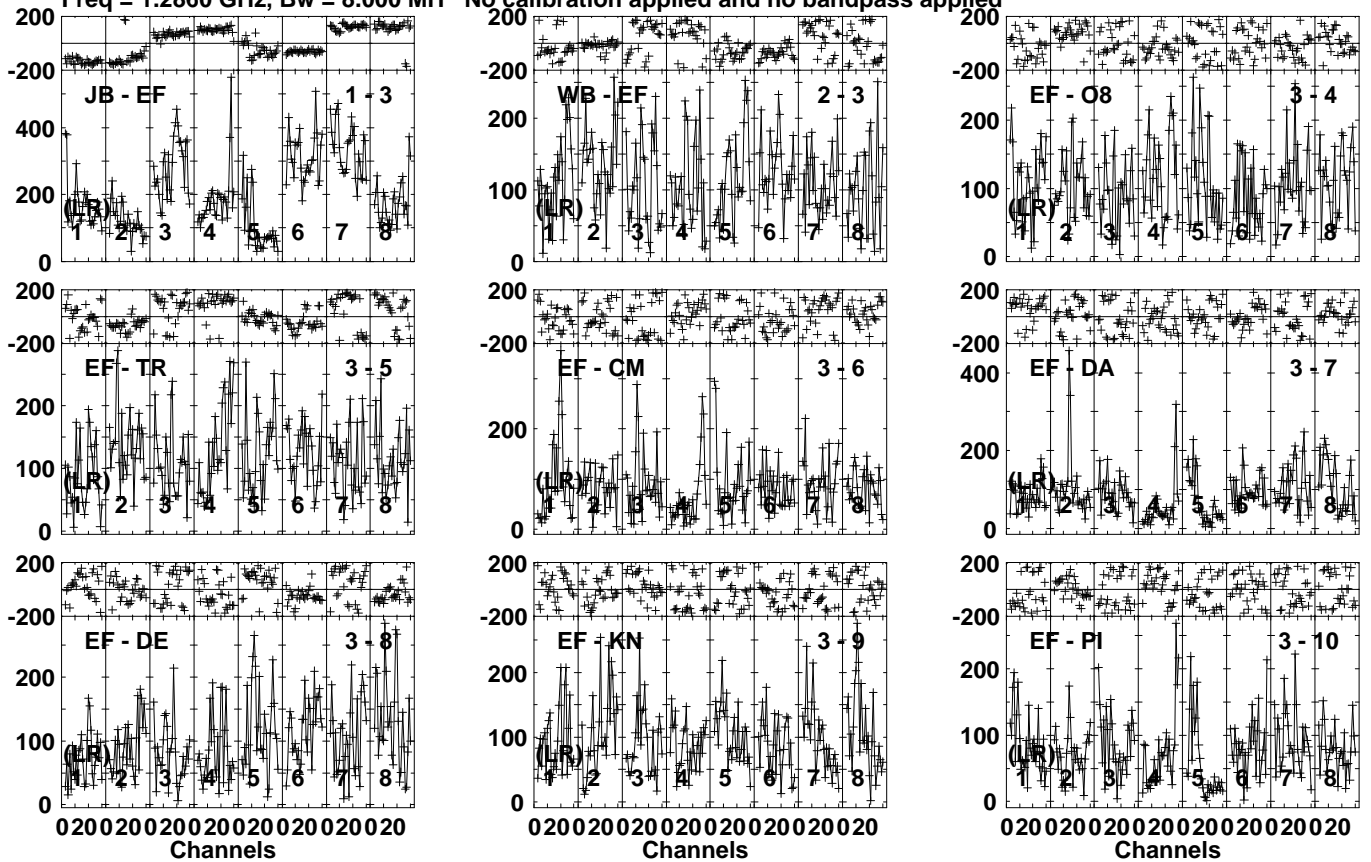 Freq = 1.2860 GHz, Bw = 8.000 MH No calibration applied and no bandpass applied
200
-200
JB - EF 1 - 3
400
200
0
(LR)
1 2 3 4 5 6 7 8
WB - EF 2 - 3
200
100
0
(LR)
1 2 3 4 5 6 7 8
200
-200
EF - O8 3 - 4
200
100
0
(LR)
1 2 3 4 5 6 7 8
200
-200
EF - TR 3 - 5
200
100
0
(LR)
1 2 3 4 5 6 7 8
200
-200
EF - CM 3 - 6
200
0
(LR)
1 2 3 4 5 6 7 8
200
-200
EF - DA 3 - 7
400
200
0
(LR)
1 2 3 4 5 6 7 8
200
-200
EF - DE 3 - 8
200
100
0
(LR)
1 2 3 4 5 6 7 8
0 20 0 20 0 20 0 20 0 20 0 20 0 20 0 20
Channels
200
-200
EF - KN 3 - 9
200
100
0
(LR)
1 2 3 4 5 6 7 8
0 20 0 20 0 20 0 20 0 20 0 20 0 20 0 20
Channels
200
-200
EF - PI 3 - 10
200
100
0
(LR)
1 2 3 4 5 6 7 8
0 20 0 20 0 20 0 20 0 20 0 20 0 20 0 20
Channels